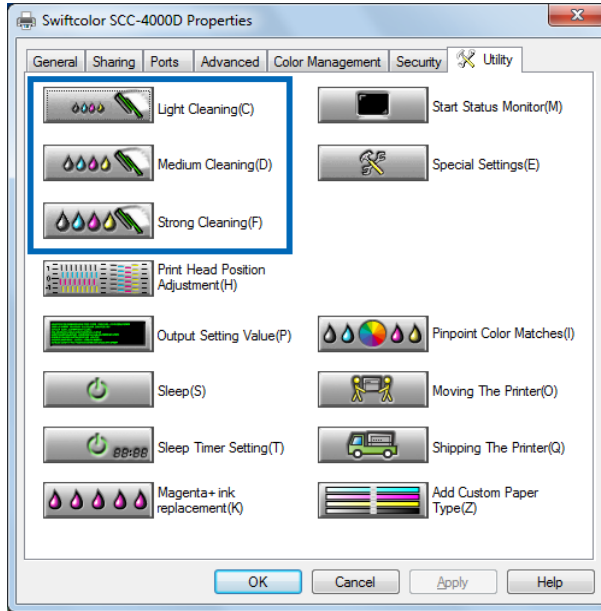 Swiftcolor SCC-4000D Properties
General Sharing Ports Advanced Color Management Security Utility
Light Cleaning(C)
Start Status Monitor(M)
Medium Cleaning(D)
Special Settings(E)
Strong Cleaning(F)
Print Head Position
Adjustment(H)
Output Setting Value(P)
Pinpoint Color Matches(I)
Sleep(S)
Moving The Printer(O)
88:88
Sleep Timer Setting(T)
Shipping The Printer(Q)
Magenta+ ink
replacement(K)
Add Custom Paper
Type(Z)
OK Cancel Apply Help